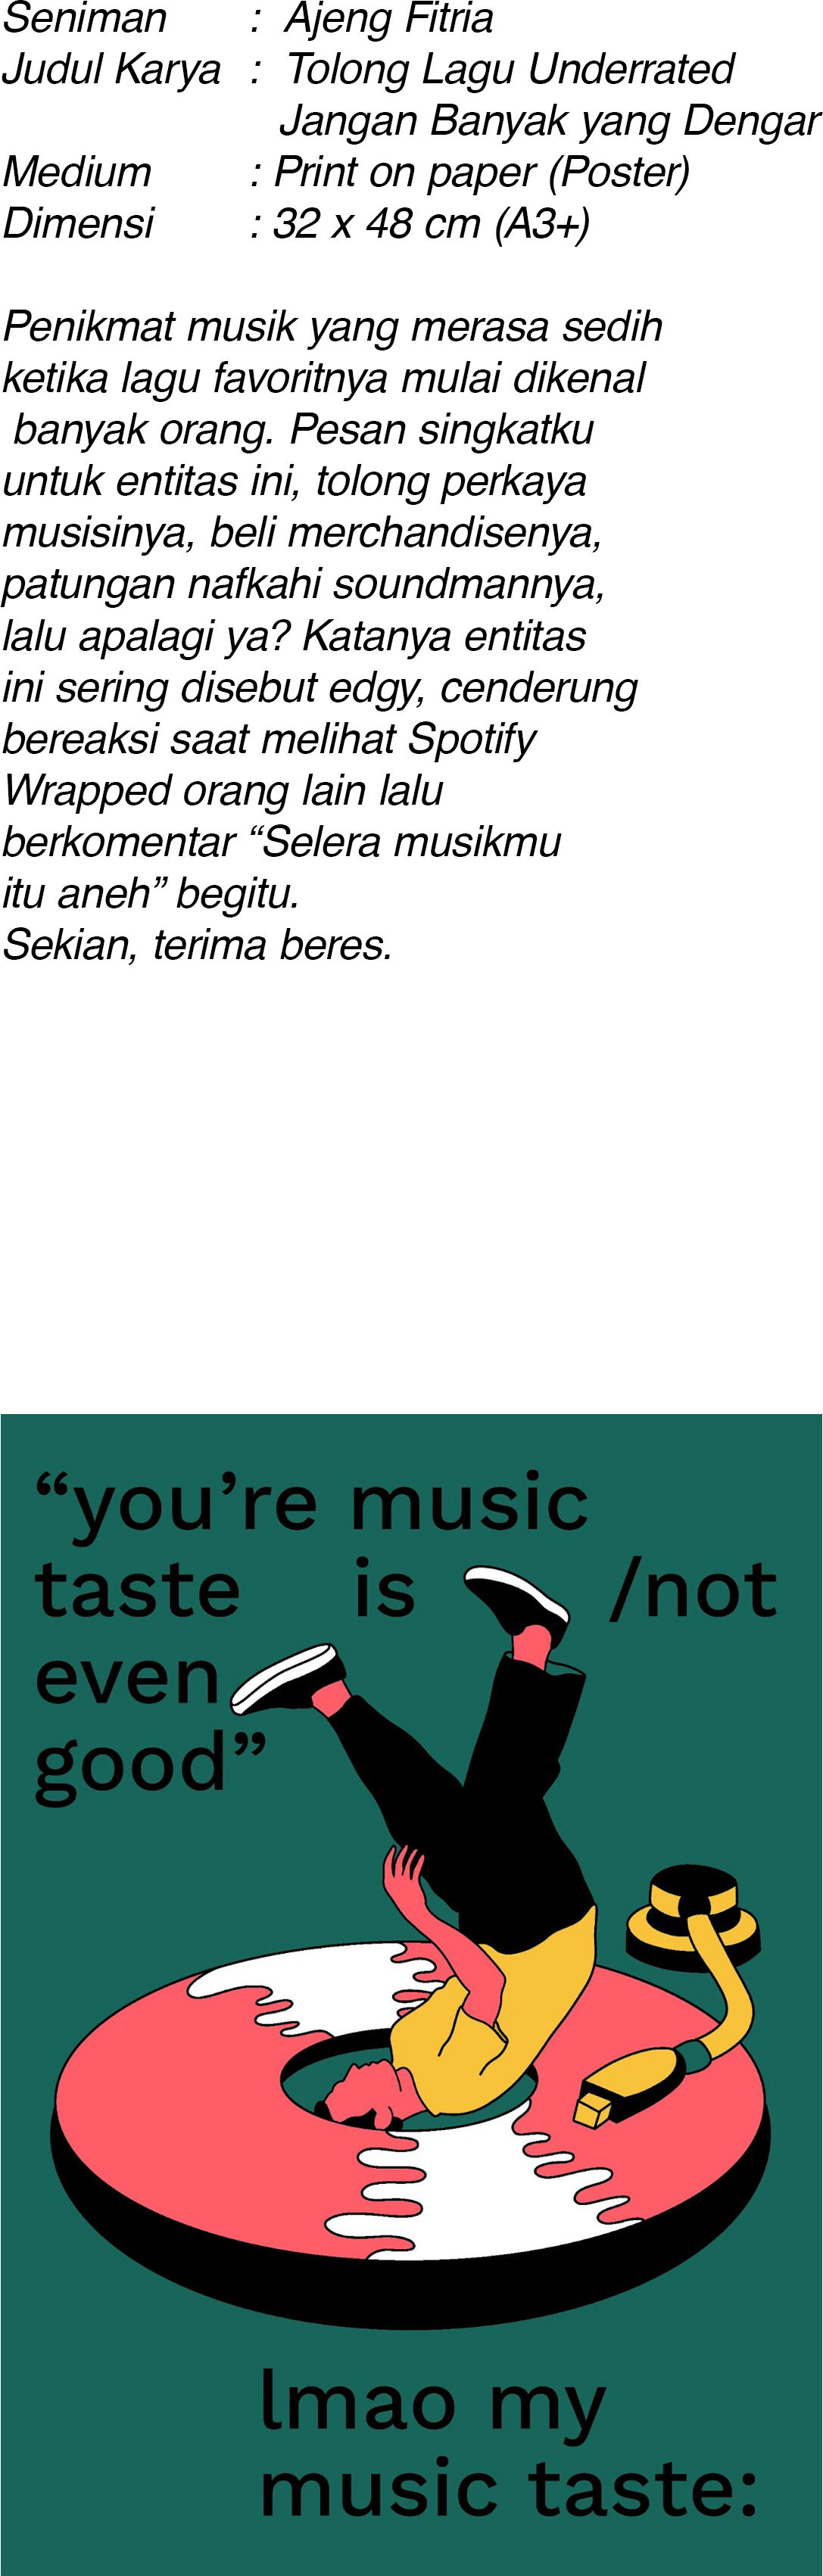 Seniman : Ajeng Fitria
Judul Karya : Tolong Lagu Underrated
Jangan Banyak yang Dengar
Medium : Print on paper (Poster)
Dimensi : 32 x 48 cm (A3+)
Penikmat musik yang merasa sedih
ketika lagu favoritnya mulai dikenal
banyak orang. Pesan singkatku
untuk entitas ini, tolong perkaya
musisinya, beli merchandisenya,
patungan nafkahi soundmannya,
lalu apalagi ya? Katanya entitas
ini sering disebut edgy, cenderung
bereaksi saat melihat Spotify
Wrapped orang lain lalu
berkomentar “Selera musikmu
itu aneh” begitu.
Sekian, terima beres.
“you’re music
taste is /not
even
good”
lmao my
music taste: